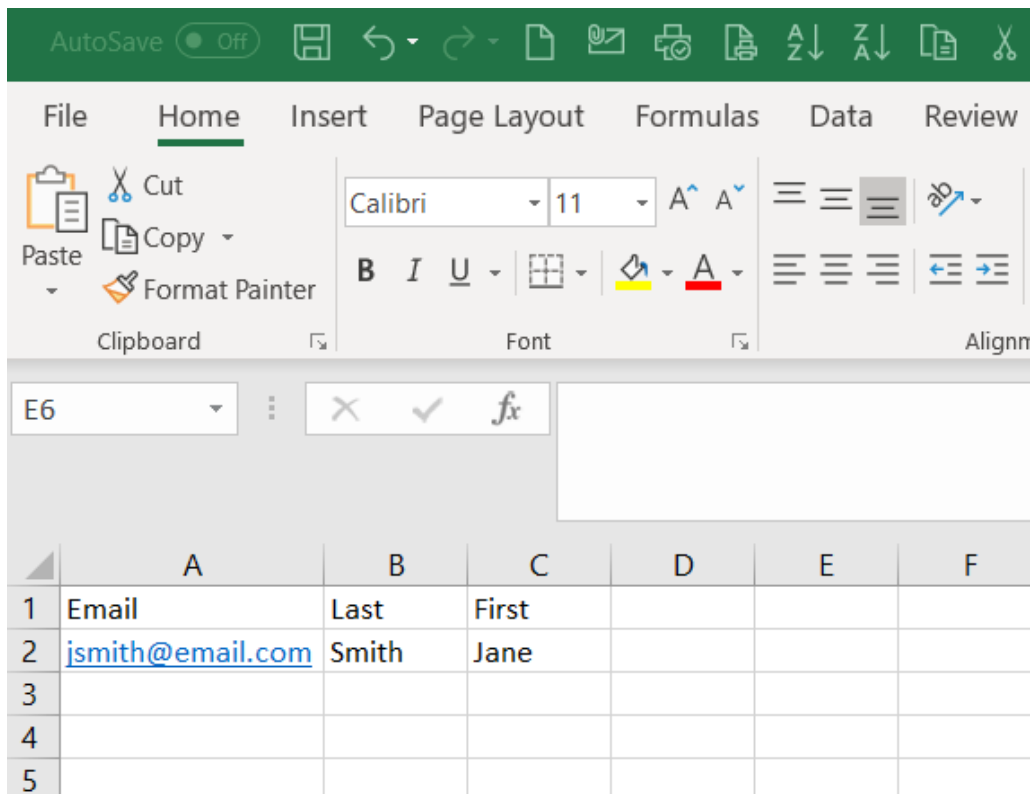 AutoSave Off
File Home Insert Page Layout Formulas Data Review
Paste
Cut
Copy
Format Painter
Clipboard
Calibri 11 A A
B I U A
Font
ab
Alignm
E6 fx
A B C D E F
1 Email Last First
2 jsmith@email.com Smith Jane
3
4
5